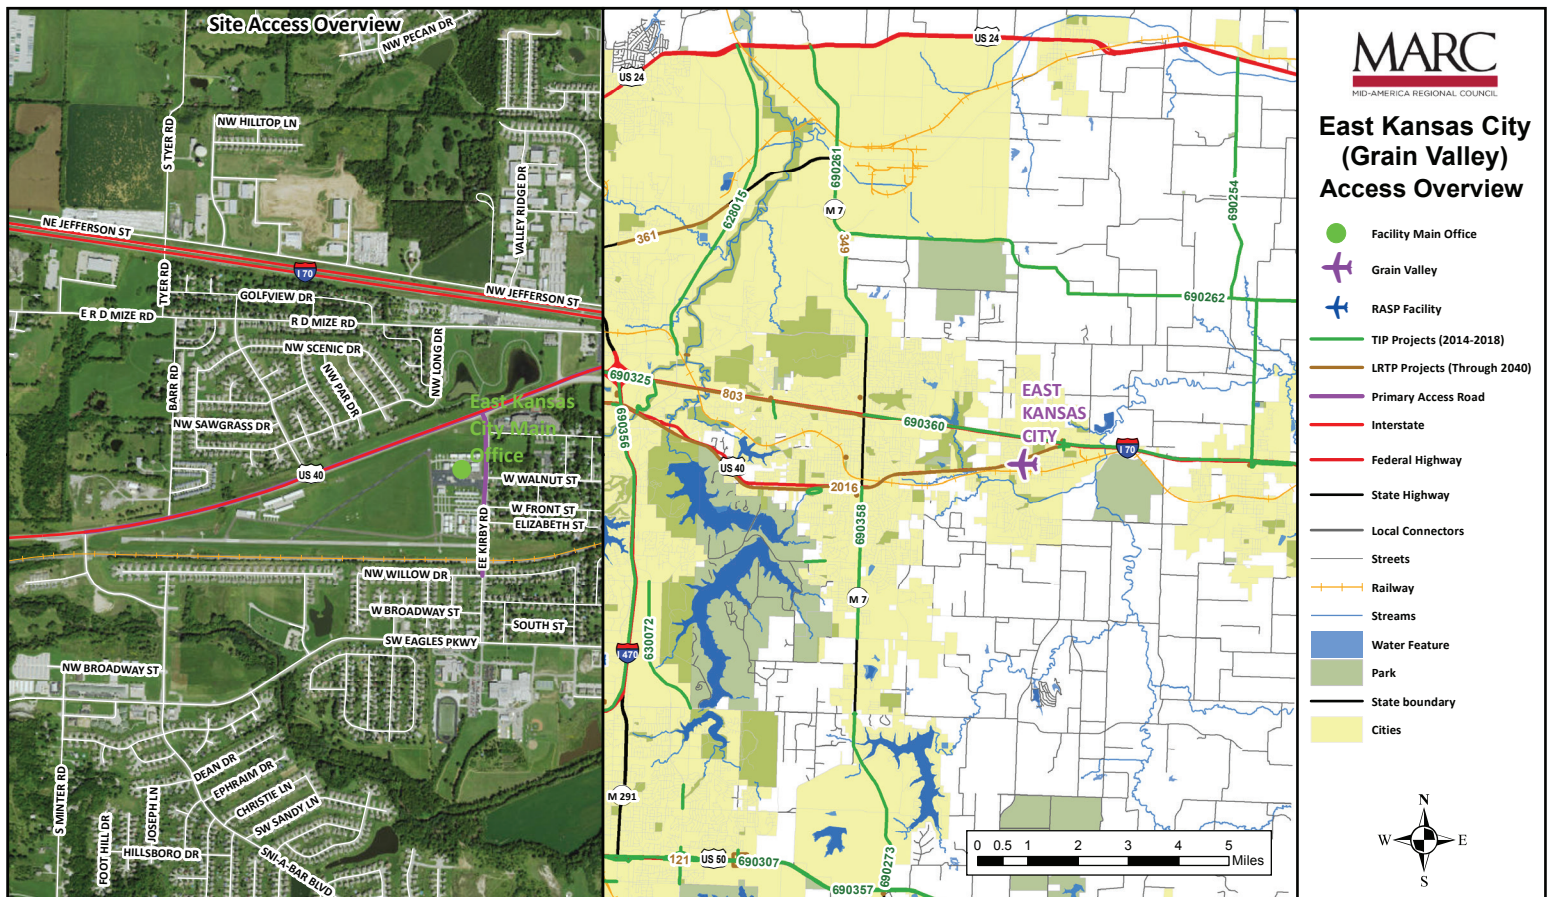 Site Access Overview
NW PECAN DR
S TYER RD
NW HILLTOP LN
VALLEY RIDGE DR
NE JEFFERSON ST
I 70
NW JEFFERSON ST
TYER RD
GOLFVIEW DR
E R D MIZE RD
R D MIZE RD
NW SCENIC DR
NW LONG DR
NW PAR DR
BARR RD
NW SAWGRASS DR
East Kansas
City Main
Office
US 40
W WALNUT ST
W FRONT ST
ELIZABETH ST
EE KIRBY RD
NW WILLOW DR
W BROADWAY ST
SOUTH ST
SW EAGLES PKWY
NW BROADWAY ST
S MINTER RD
DEAN DR
EPHRAIM DR
CHRISTIE LN
SW SANDY LN
JOSEPH LN
FOOT HILL DR
HILLSBORO DR
SNI-A-BAR BLVD
US 24
US 24
690261
628015
690254
M 7
361
349
690262
690325
803
690356
690360
EAST
KANSAS
CITY
I 70
US 40
2016
690358
M 7
630072
I 470
M 291
121
US 50
690307
690273
690357
0 0.5 1 2 3 4 5
Miles
MARC
MID-AMERICA REGIONAL COUNCIL
East Kansas City
(Grain Valley)
Access Overview
Facility Main Office
Grain Valley
RASP Facility
TIP Projects (2014-2018)
LRTP Projects (Through 2040)
Primary Access Road
Interstate
Federal Highway
State Highway
Local Connectors
Streets
Railway
Streams
Water Feature
Park
State boundary
Cities
N
W E
S